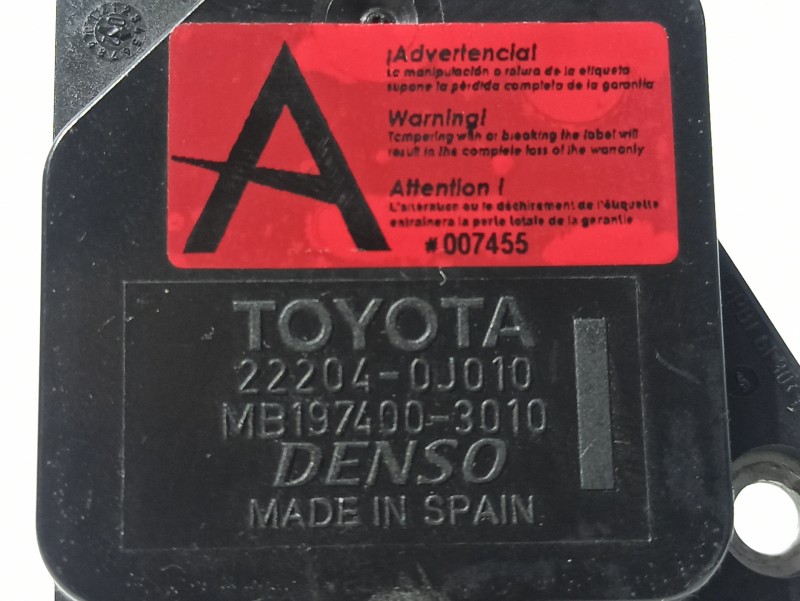 ¡Advertencia!
La manipulación o rotura de la etiqueta
supone la pérdida completa de la garantía
Warning!
Tampering with or breaking the label will
result in the complete loss of the warranty
Attention !
L'altération ou le déchirement de l'étiquette
entraînera la perte totale de la garantie
#007455
TOYOTA
22204-0J010
MB197400-3010
DENSO
MADE IN SPAIN